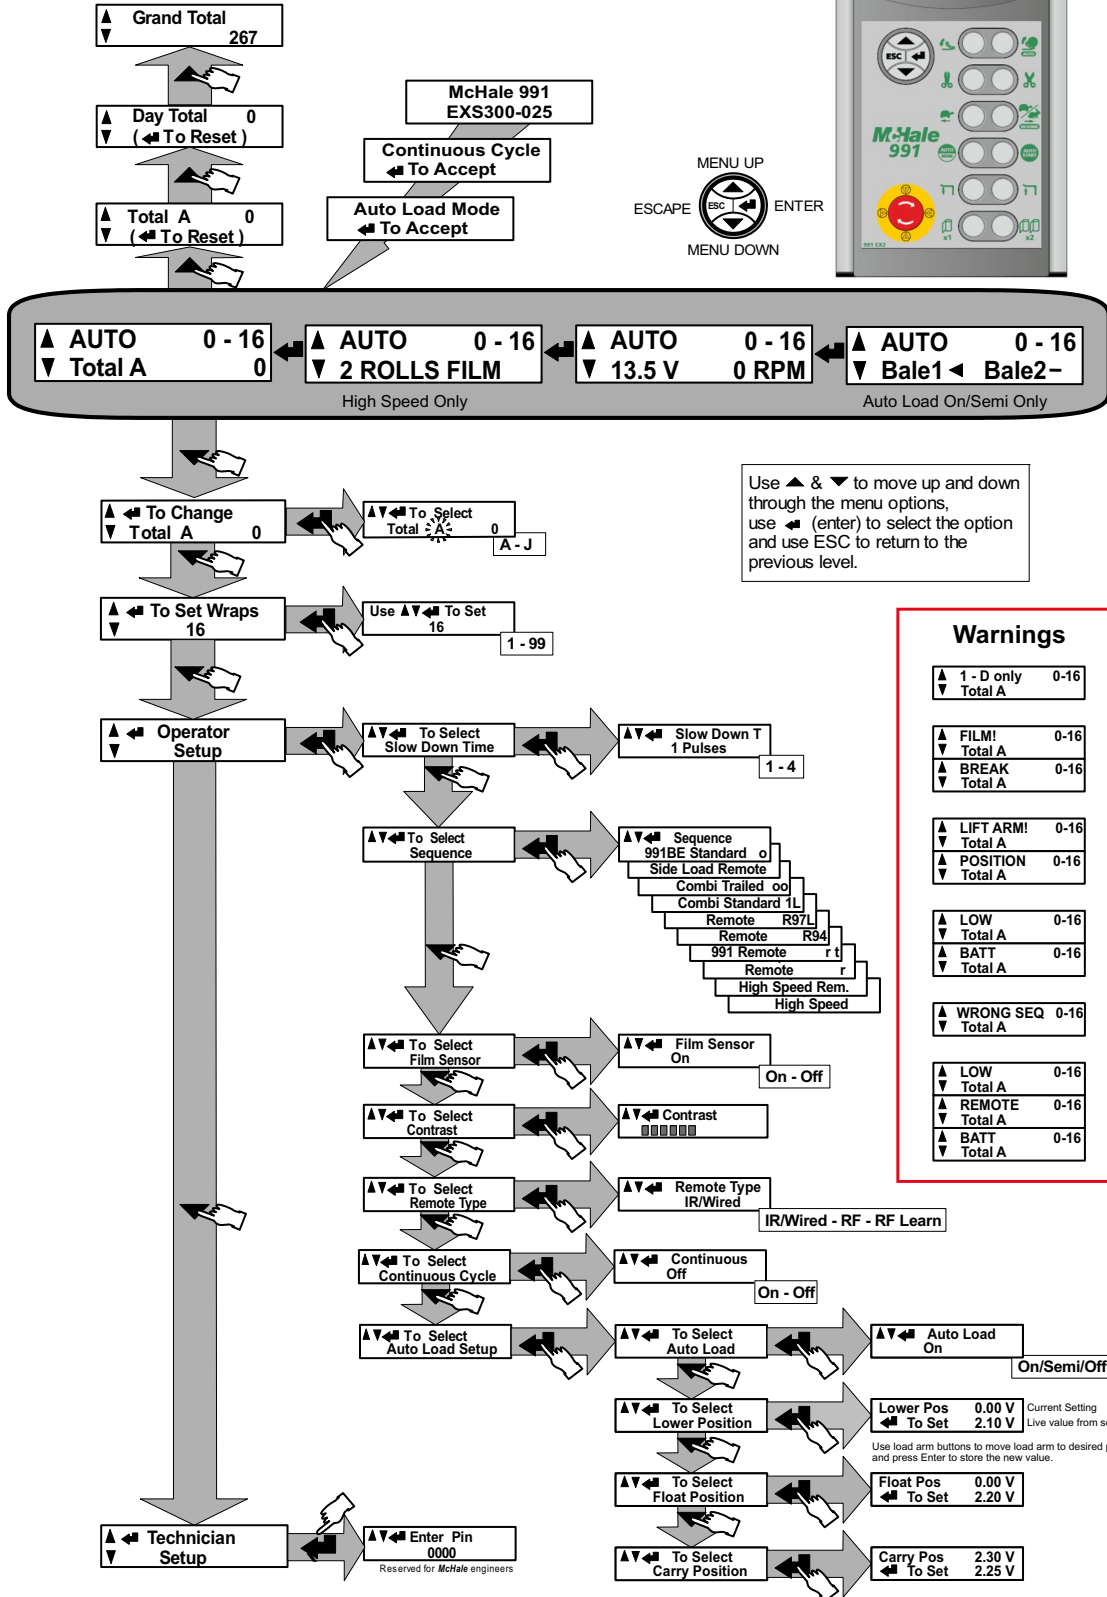 Grand Total
267
Day Total 0
( To Reset )
Total A 0
( To Reset )
McHale 991
EXS300-025
Continuous Cycle
To Accept
Auto Load Mode
To Accept
MENU UP
ESCAPE ESC ENTER
MENU DOWN
ESC
AUTO
McHale
991
AUTO
START
x1
x2
991 EX2
AUTO 0 - 16
Total A 0
AUTO 0 - 16
2 ROLLS FILM
High Speed Only
AUTO 0 - 16
13.5 V 0 RPM
AUTO 0 - 16
Bale1 ◄ Bale2–
Auto Load On/Semi Only
Use ▲ & ▼ to move up and down
through the menu options,
use (enter) to select the option
and use ESC to return to the
previous level.
To Change
Total A 0
To Select
Total A 0
A - J
To Set Wraps
16
Use ▲▼ To Set
16
1 - 99
Operator
Setup
To Select
Slow Down Time
Slow Down T
1 Pulses
1 - 4
To Select
Sequence
Sequence
991BE Standard o
Side Load Remote
Combi Trailed oo
Combi Standard 1L
Remote R97L
Remote R94
991 Remote r t
Remote r
High Speed Rem.
High Speed
To Select
Film Sensor
Film Sensor
On
On - Off
To Select
Contrast
Contrast
To Select
Remote Type
Remote Type
IR/Wired
IR/Wired - RF - RF Learn
To Select
Continuous Cycle
Continuous
Off
On - Off
To Select
Auto Load Setup
To Select
Auto Load
Auto Load
On
On/Semi/Off
To Select
Lower Position
Lower Pos 0.00 V Current Setting
To Set 2.10 V Live value from
Use load arm buttons to move load arm to desired
and press Enter to store the new value.
To Select
Float Position
Float Pos 0.00 V
To Set 2.20 V
To Select
Carry Position
Carry Pos 2.30 V
To Set 2.25 V
Technician
Setup
Enter Pin
0000
Reserved for McHale engineers
Warnings
1 - D only 0-16
Total A
FILM! 0-16
Total A
BREAK 0-16
Total A
LIFT ARM! 0-16
Total A
POSITION 0-16
Total A
LOW 0-16
Total A
BATT 0-16
Total A
WRONG SEQ 0-16
Total A
LOW 0-16
Total A
REMOTE 0-16
Total A
BATT 0-16
Total A